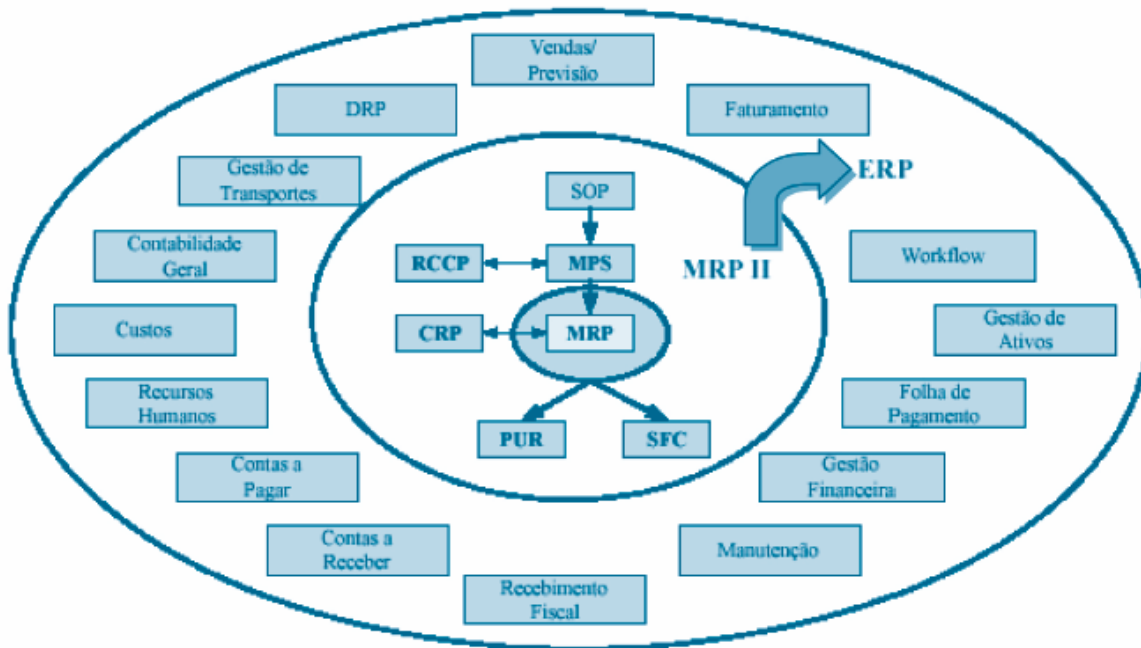 Vendas/
Previsão
DRP
Faturamento
Gestão de
Transportes
ERP
SOP
Contabilidade
Geral
RCCP
MPS
MRP II
Workflow
Custos
CRP
MRP
Gestão de
Ativos
Recursos
Humanos
Folha de
Pagamento
PUR
SFC
Contas a
Pagar
Gestão
Financeira
Contas a
Receber
Manutenção
Recebimento
Fiscal